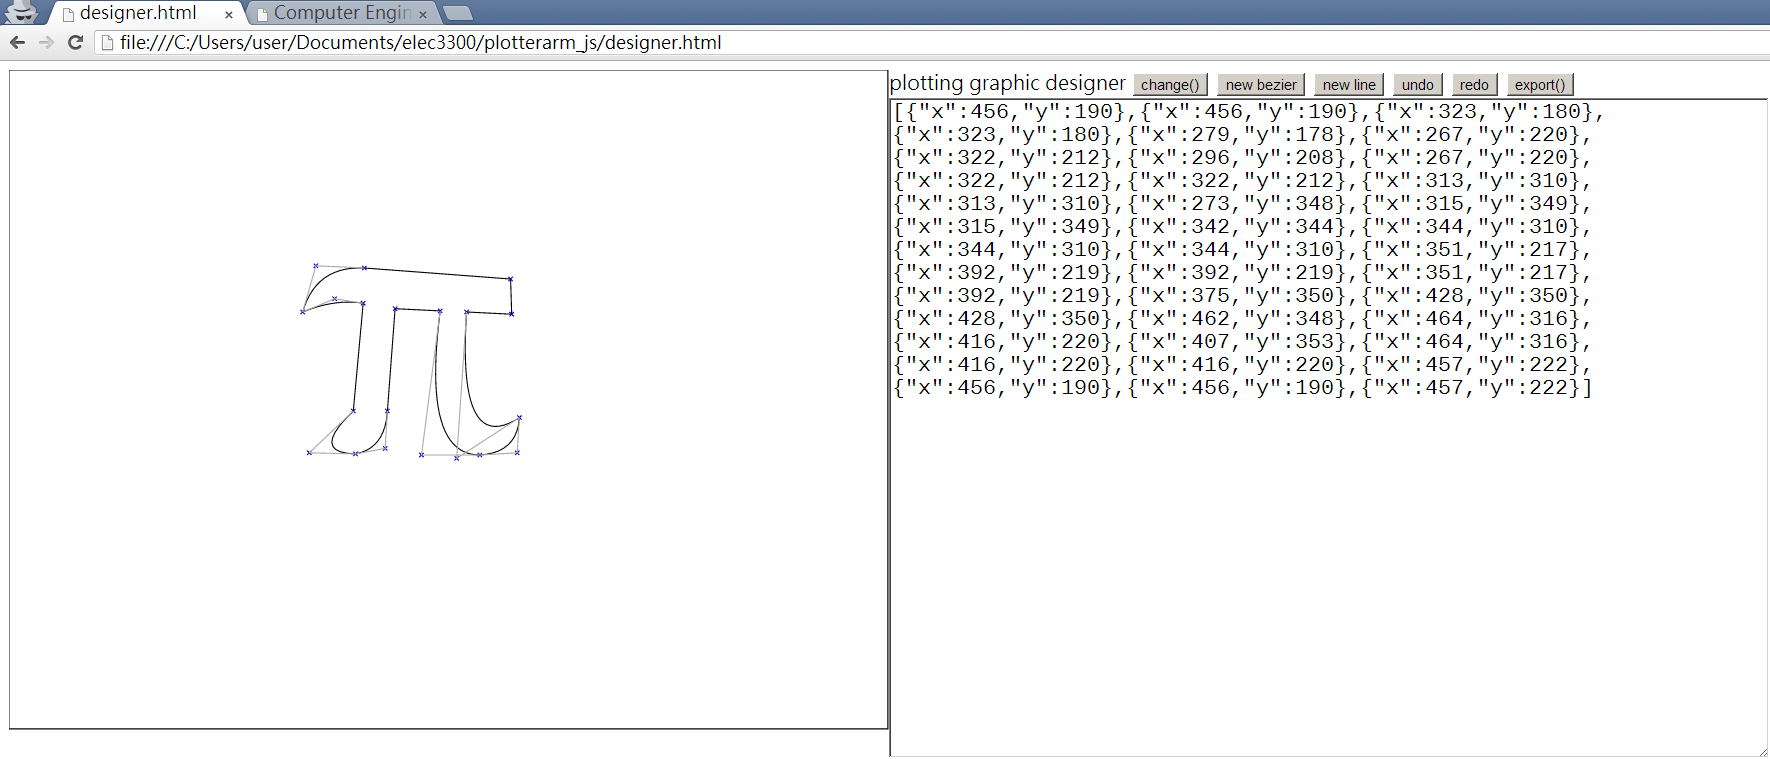 designer.html
Computer Engin
file:///C:/Users/user/Documents/elec3300/plotterarm_js/designer.html
plotting graphic designer change() new bezier new line undo redo export()
[{"x":456,"y":190},{"x":456,"y":190},{"x":323,"y":180},
{"x":323,"y":180},{"x":279,"y":178},{"x":267,"y":220},
{"x":322,"y":212},{"x":296,"y":208},{"x":267,"y":220},
{"x":322,"y":212},{"x":322,"y":212},{"x":313,"y":310},
{"x":313,"y":310},{"x":273,"y":348},{"x":315,"y":349},
{"x":315,"y":349},{"x":342,"y":344},{"x":344,"y":310},
{"x":344,"y":310},{"x":344,"y":310},{"x":351,"y":217},
{"x":392,"y":219},{"x":392,"y":219},{"x":351,"y":217},
{"x":392,"y":219},{"x":375,"y":350},{"x":428,"y":350},
{"x":428,"y":350},{"x":462,"y":348},{"x":464,"y":316},
{"x":416,"y":220},{"x":407,"y":353},{"x":464,"y":316},
{"x":416,"y":220},{"x":416,"y":220},{"x":457,"y":222},
{"x":456,"y":190},{"x":456,"y":190},{"x":457,"y":222}]